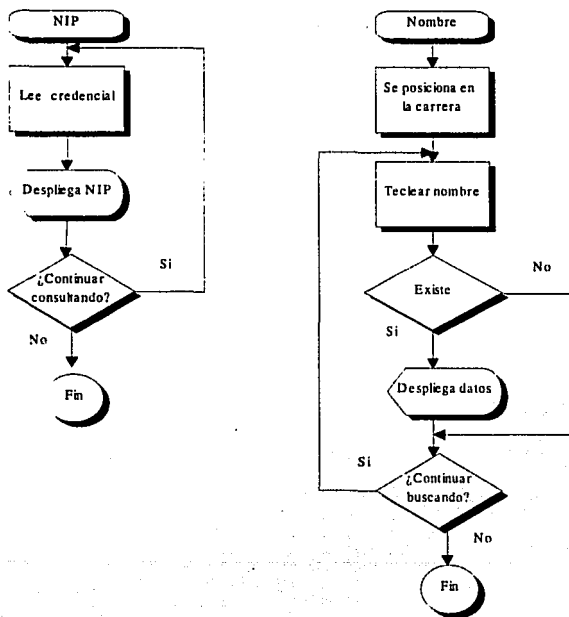 NIP
Lee credencial
Despliega NIP
¿Continuar
consultando?
Si
No
Fin
Nombre
Se posiciona en
la carrera
Teclear nombre
Existe
No
Si
Despliega datos
Si
¿Continuar
buscando?
No
Fin